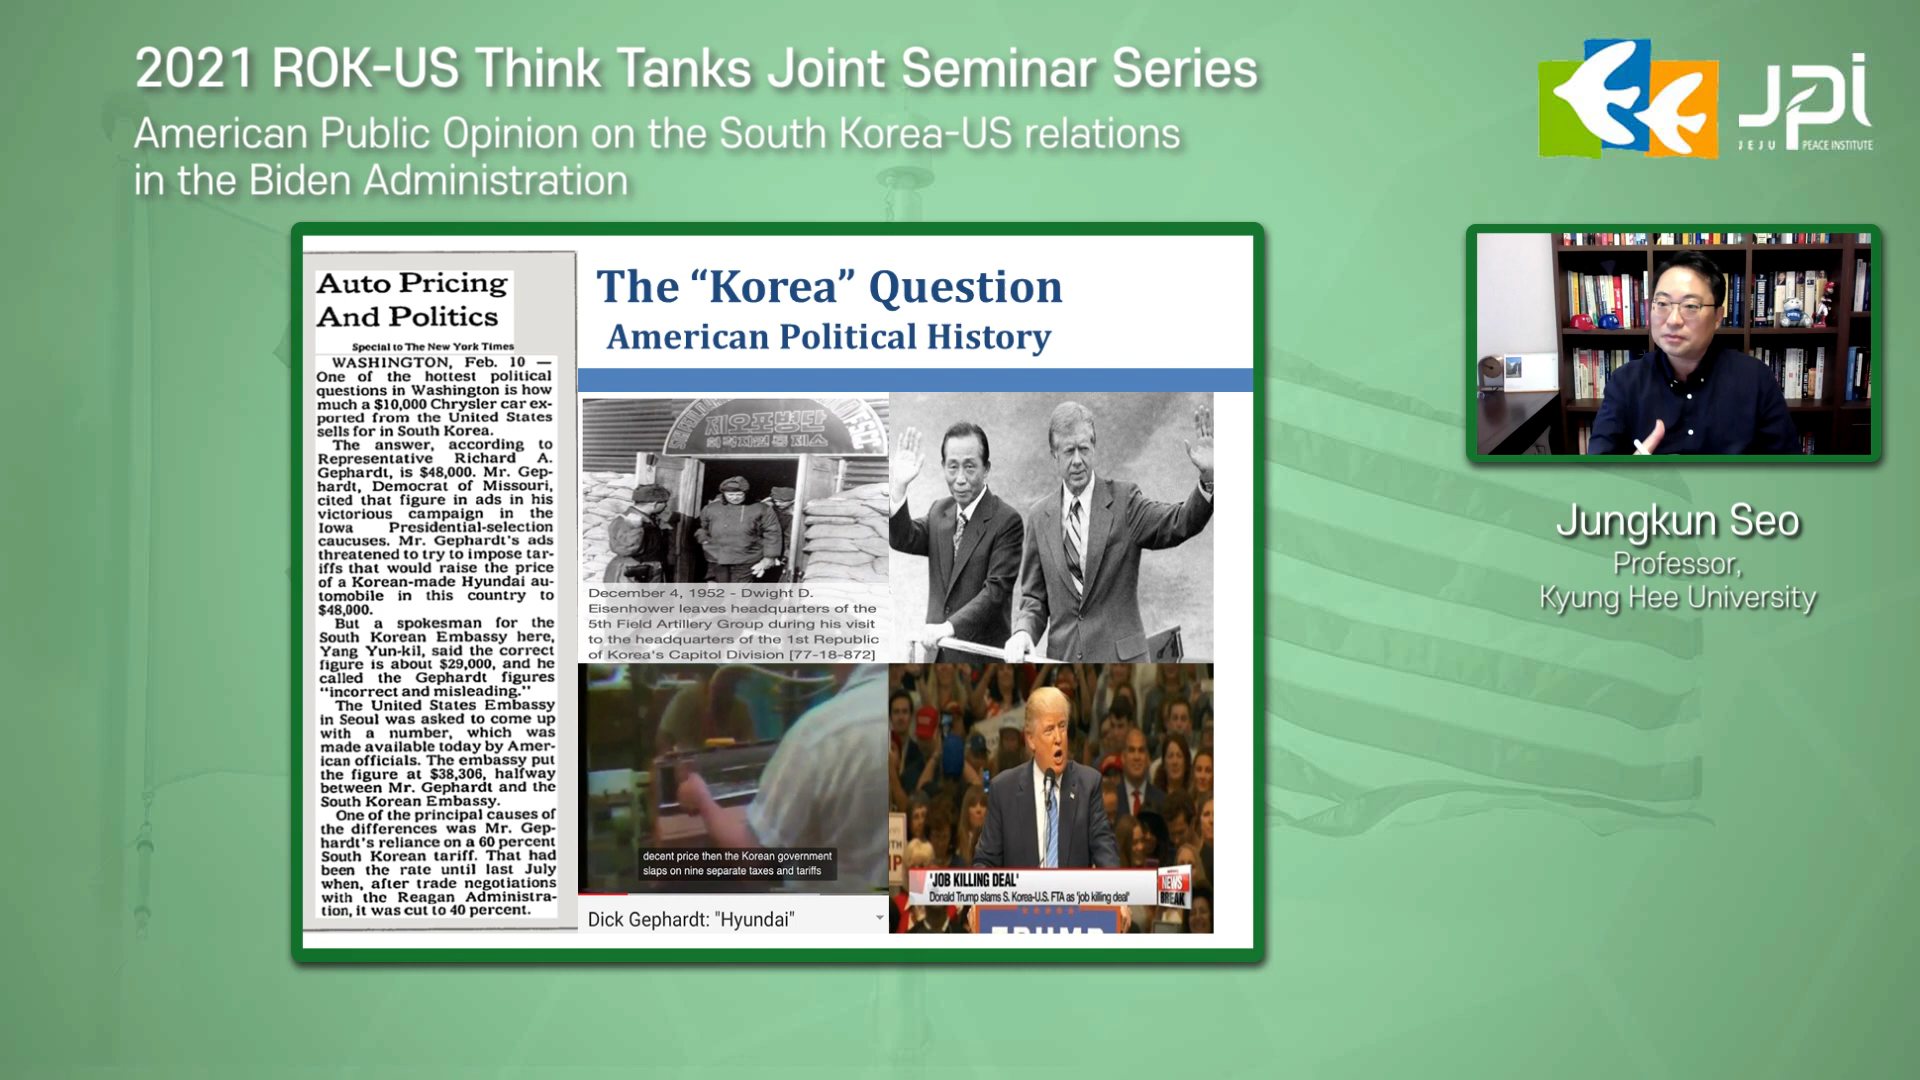 2021 ROK-US Think Tanks Joint Seminar Series
American Public Opinion on the South Korea-US relations
in the Biden Administration
JPI
JEJU PEACE INSTITUTE
Auto Pricing
And Politics
Special to The New York Times
WASHINGTON, Feb. 10 —
One of the hottest political
questions in Washington is how
much a $10,000 Chrysler car ex-
ported from the United States
sells for in South Korea.
The answer, according to
Representative Richard A.
Gephardt, is $48,000. Mr. Gep-
hardt, Democrat of Missouri,
cited that figure in ads in his
victorious campaign in the
Iowa Presidential-selection
caucuses. Mr. Gephardt's ads
threatened to try to impose tar-
iffs that would raise the price
of a Korean-made Hyundai au-
tomobile in this country to
$48,000.
But a spokesman for the
South Korean Embassy here,
Yang Yun-kil, said the correct
figure is about $29,000, and he
called the Gephardt figures
"incorrect and misleading."
The United States Embassy
in Seoul was asked to come up
with a number, which was
made available today by Amer-
ican officials. The embassy put
the figure at $38,306, halfway
between Mr. Gephardt and the
South Korean Embassy.
One of the principal causes of
the differences was Mr. Gep-
hardt's reliance on a 60 percent
South Korean tariff. That had
been the rate until last July
when, after trade negotiations
with the Reagan Administra-
tion, it was cut to 40 percent.
The “Korea” Question
American Political History
December 4, 1952 - Dwight D.
Eisenhower leaves headquarters of the
5th Field Artillery Group during his visit
to the headquarters of the 1st Republic
of Korea's Capitol Division [77-18-872]
decent price then the Korean government
slaps on nine separate taxes and tariffs
Dick Gephardt: "Hyundai"
'JOB KILLING DEAL'
Donald Trump slams S. Korea-U.S. FTA as 'job killing deal'
NEWS
BREAK
TRUMP
Jungkun Seo
Professor,
Kyung Hee University